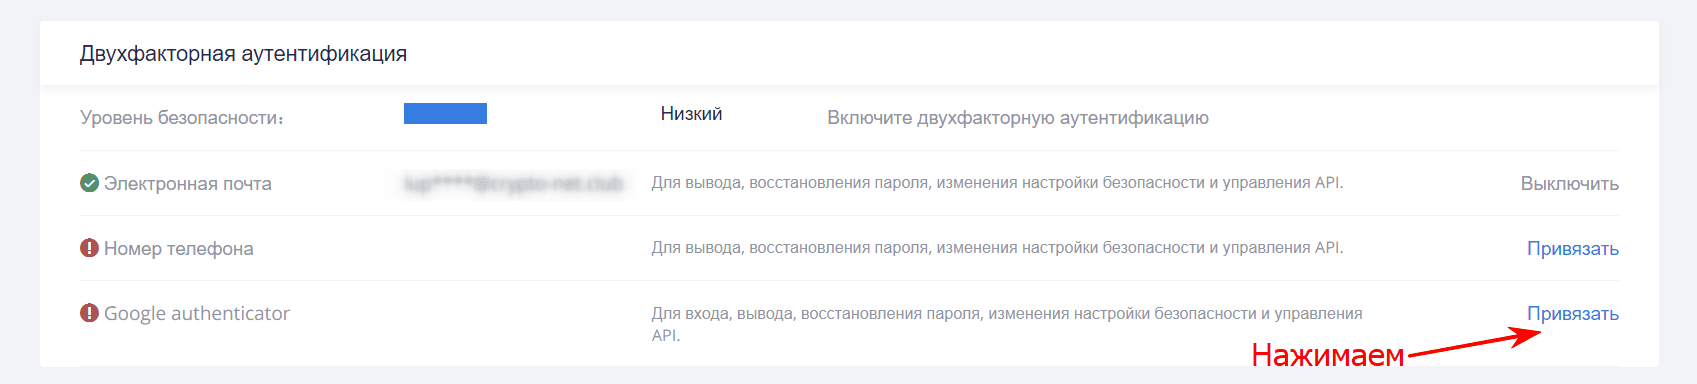 Двухфакторная аутентификация
Уровень безопасности: Низкий Включите двухфакторную аутентификацию
Электронная почта Для вывода, восстановления пароля, изменения настройки безопасности и управления API. Выключить
Номер телефона Для вывода, восстановления пароля, изменения настройки безопасности и управления API. Привязать
Google authenticator Для входа, вывода, восстановления пароля, изменения настройки безопасности и управления Привязать
API.
Нажимаем